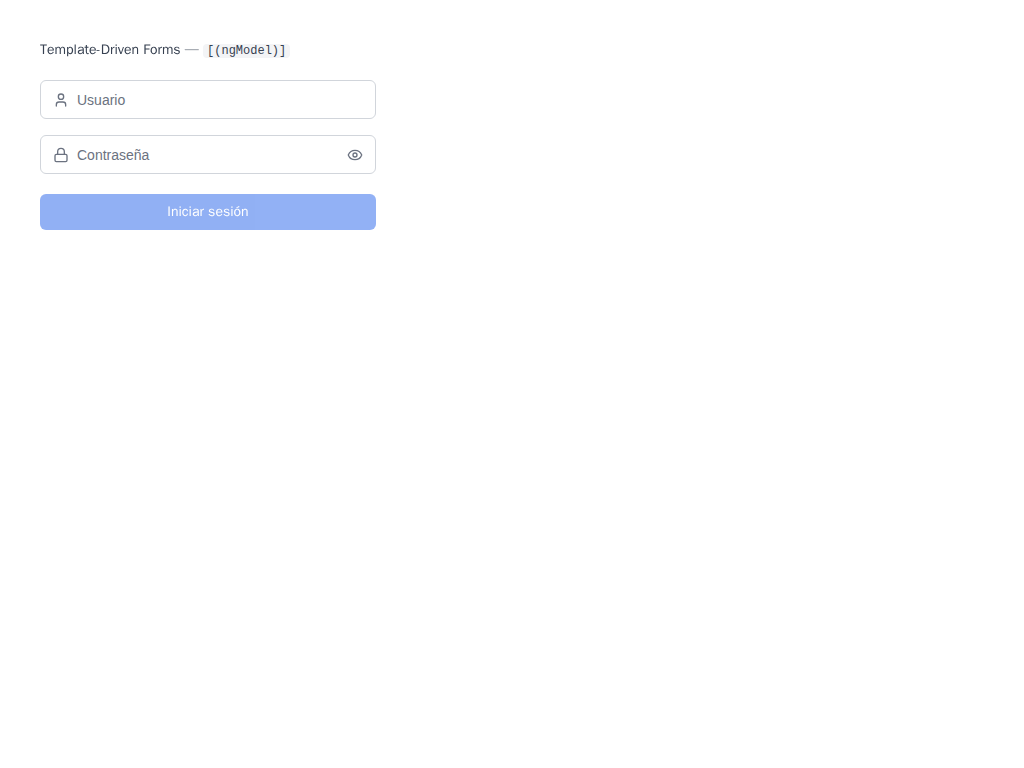 Template-Driven Forms — [(ngModel)]
Usuario
Contraseña
Iniciar sesión